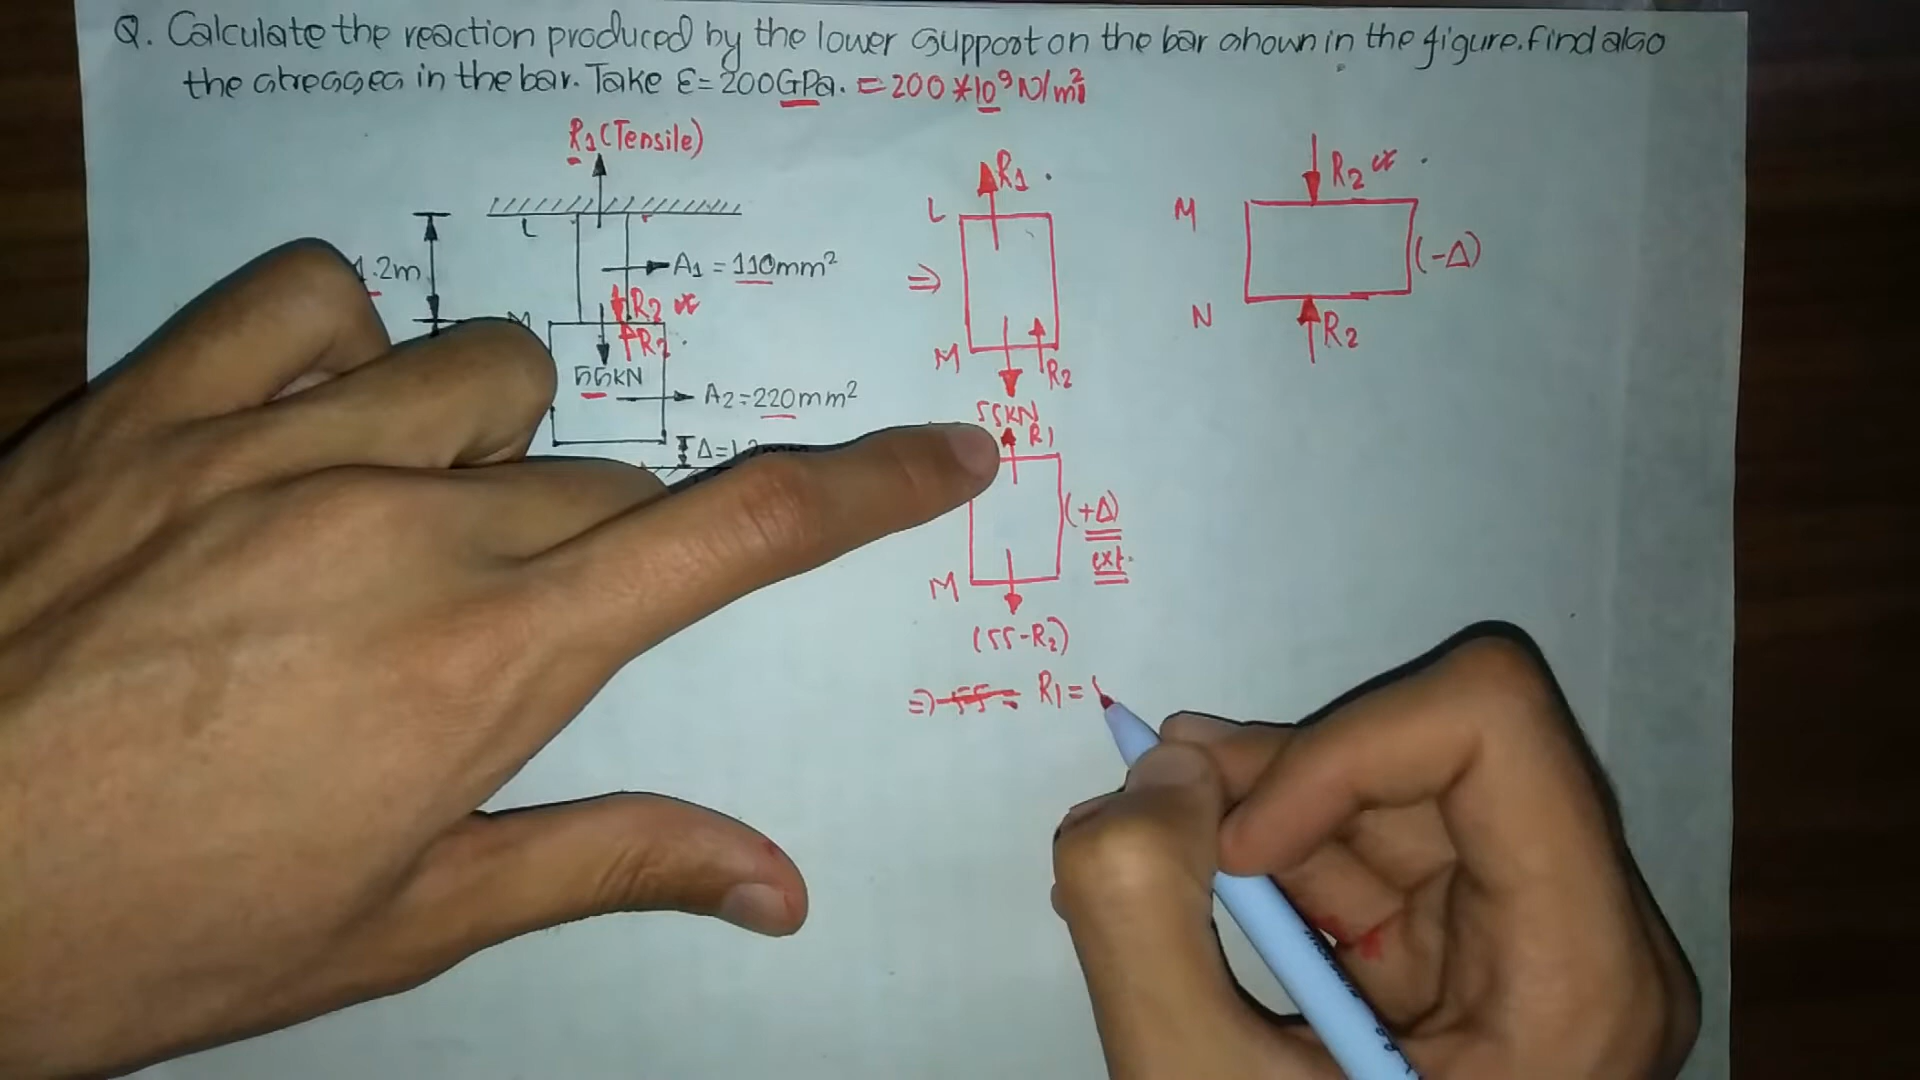 Q. Calculate the reaction produced by the lower support on the bar shown in the figure. find also
the stresses in the bar. Take E = 200GPa. = 200 * 10⁹ N/m²
R1 (Tensile)
L
.2m
A1 = 110mm²
M
R2
R2
55KN
A2 = 220mm²
Δ=1.2mm
⇒
R1
L
M
R2
55KN
R1
(+Δ)
ext.
M
(55-R2)
⇒ 55 = R1 =
R2
M
(-Δ)
N
R2